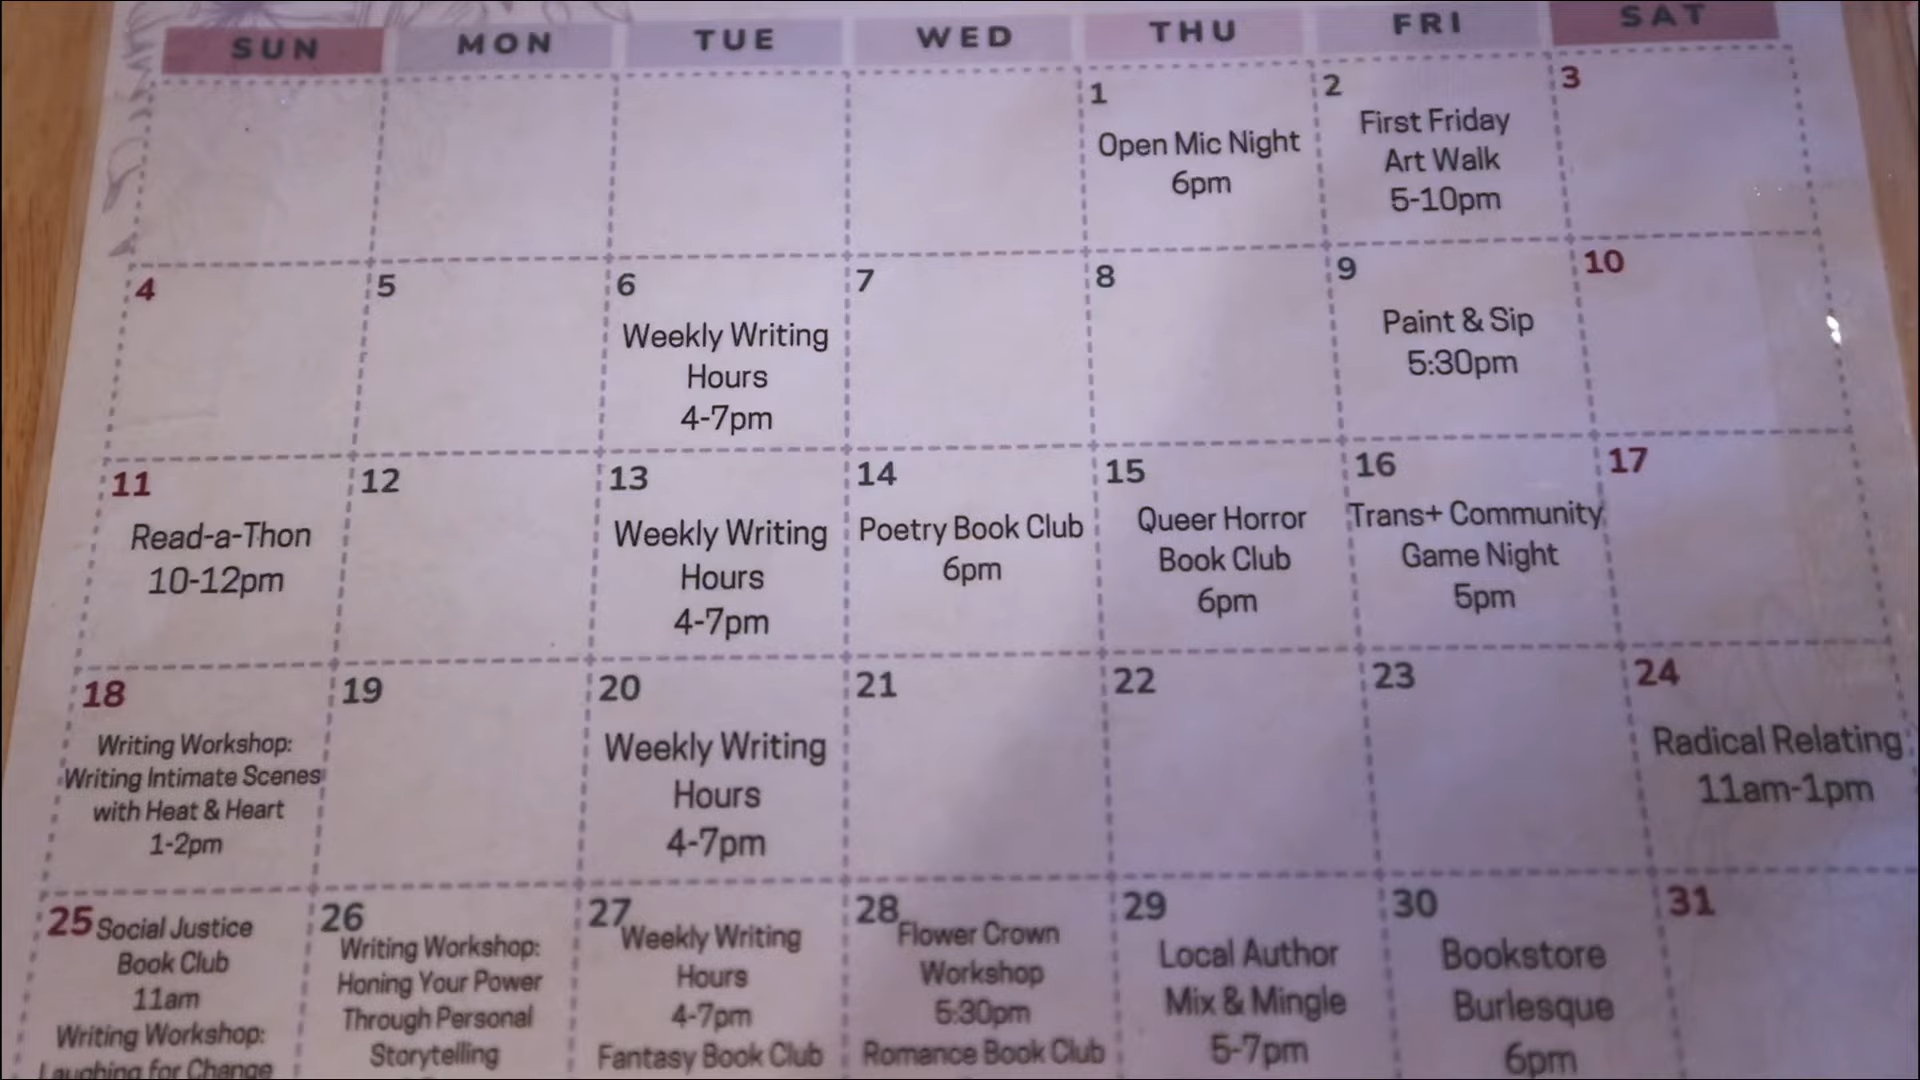 SUN MON TUE WED THU FRI SAT
1
Open Mic Night
6pm
2
First Friday
Art Walk
5-10pm
3
4
5
6
Weekly Writing
Hours
4-7pm
7
8
9
Paint & Sip
5:30pm
10
11
Read-a-Thon
10-12pm
12
13
Weekly Writing
Hours
4-7pm
14
Poetry Book Club
6pm
15
Queer Horror
Book Club
6pm
16
Trans+ Community
Game Night
5pm
17
18
Writing Workshop:
Writing Intimate Scenes
with Heat & Heart
1-2pm
19
20
Weekly Writing
Hours
4-7pm
21
22
23
24
Radical Relating
11am-1pm
25 Social Justice
Book Club
11am
Writing Workshop:
Laughing for Change
26
Writing Workshop:
Honing Your Power
Through Personal
Storytelling
27 Weekly Writing
Hours
4-7pm
Fantasy Book Club
28 Flower Crown
Workshop
5:30pm
Romance Book Club
29
Local Author
Mix & Mingle
5-7pm
30
Bookstore
Burlesque
6pm
31